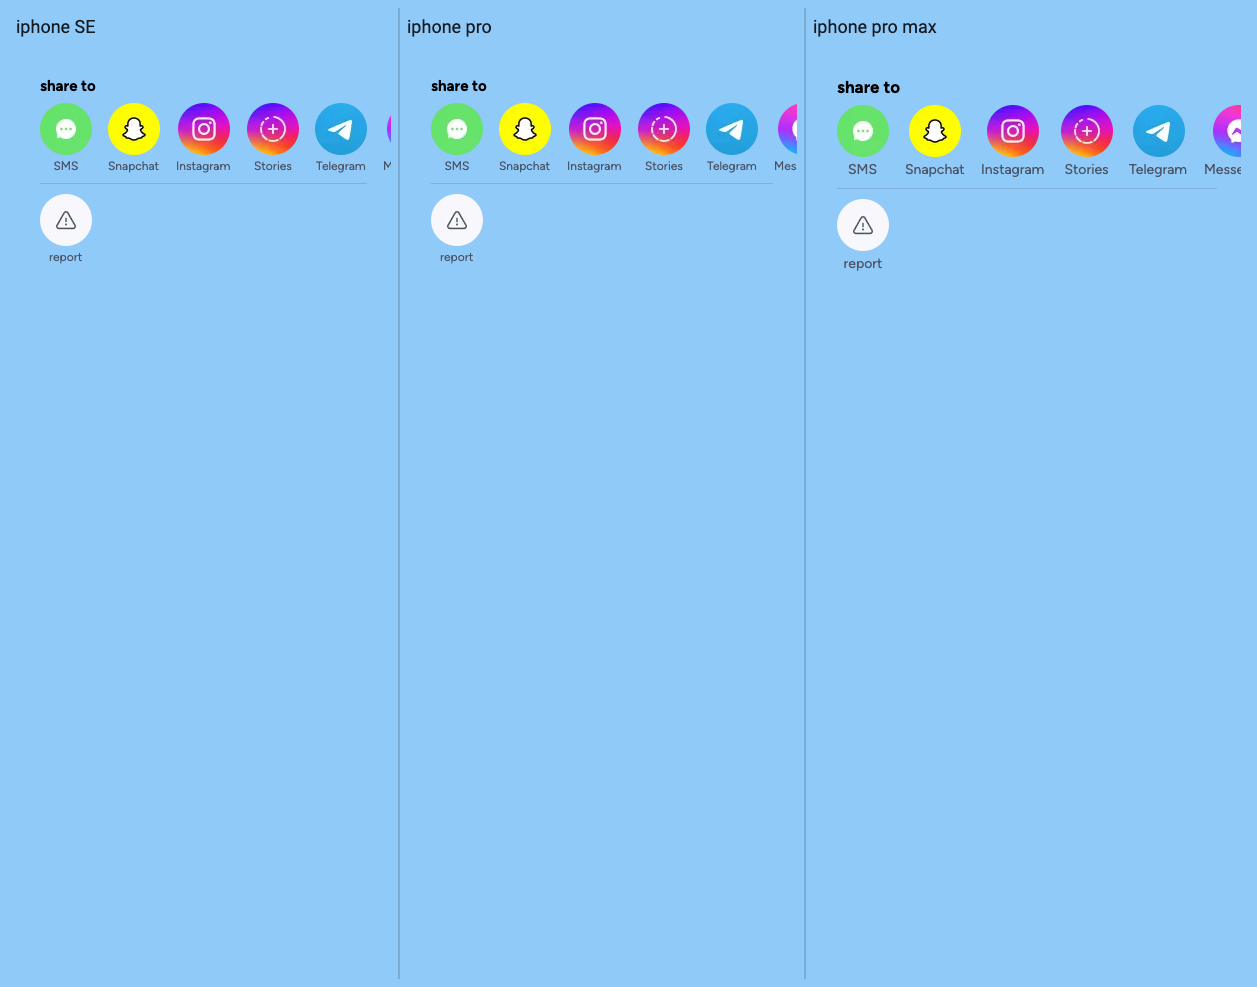 iphone SE
share to
SMS Snapchat Instagram Stories Telegram M
report
iphone pro
share to
SMS Snapchat Instagram Stories Telegram Mes
report
iphone pro max
share to
SMS Snapchat Instagram Stories Telegram Messe
report